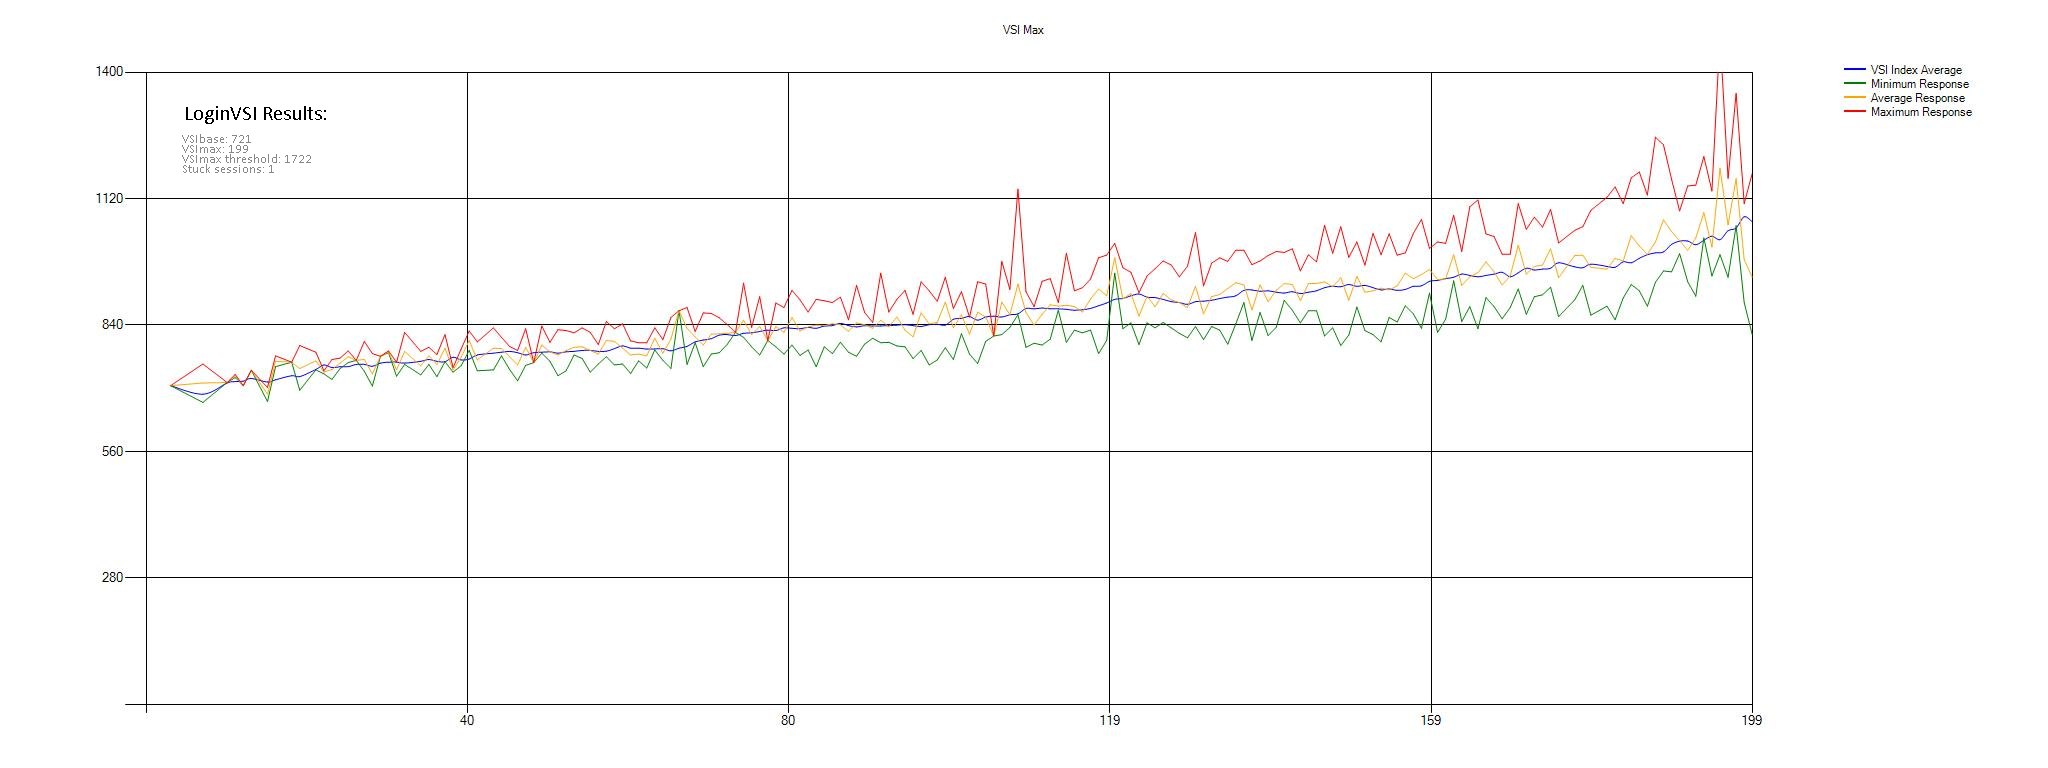 VSI Max
1400
1120
840
560
280
LoginVSI Results:
VSIbase: 721
VSImax: 199
VSImax threshold: 1722
Stuck sessions: 1
VSI Index Average
Minimum Response
Average Response
Maximum Response
40
80
119
159
199